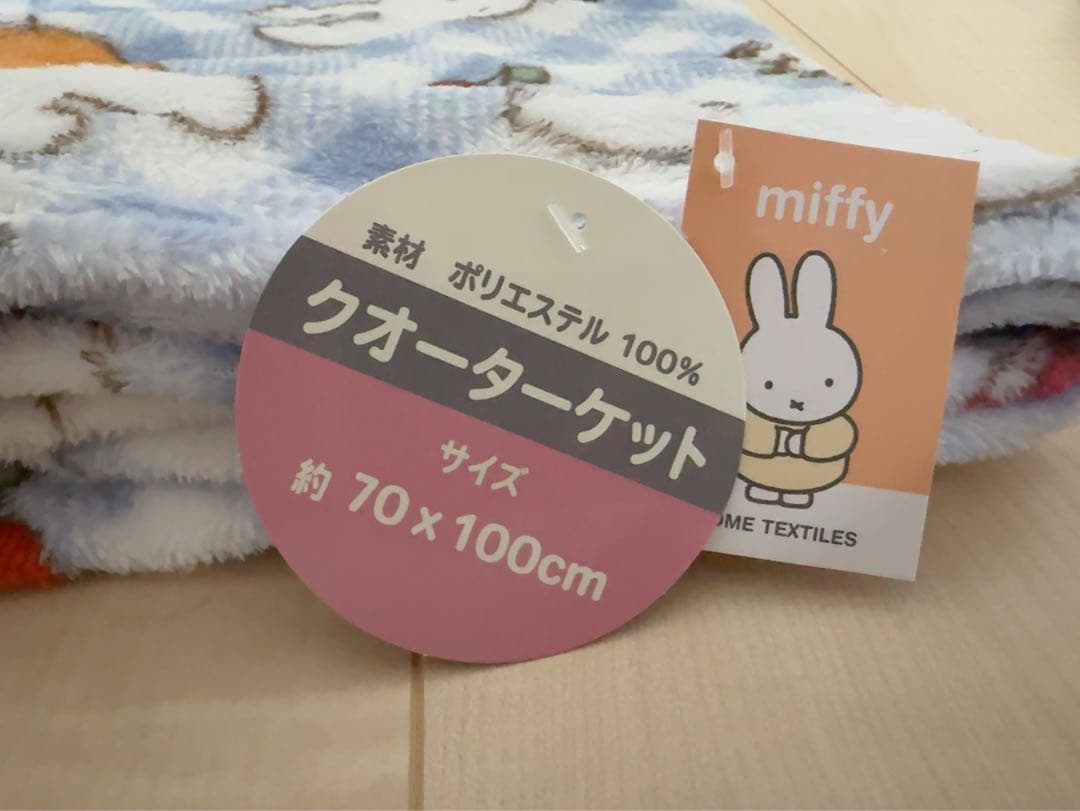 素材 ポリエステル 100%
クオーターケット
サイズ
約 70 x 100cm
miffy
TEXTILES